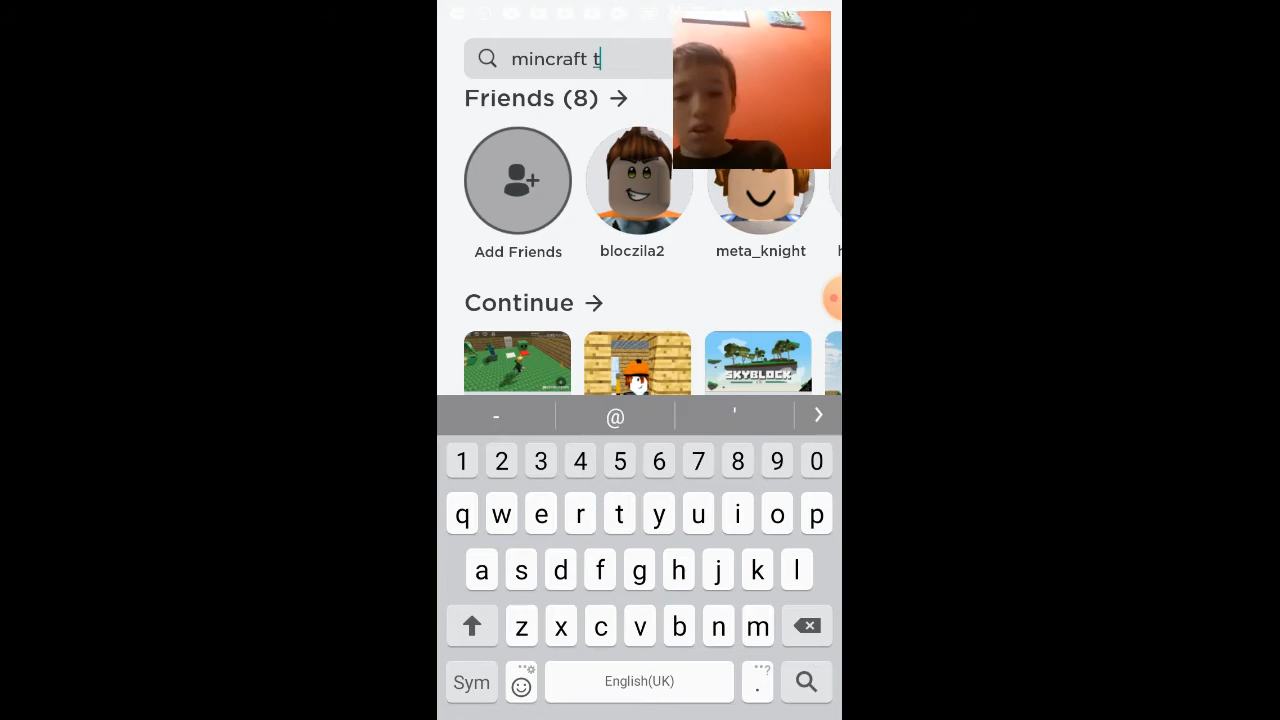 mincraft t
Friends (8) →
Add Friends
bloczila2
meta_knight
Continue →
SKYBLOCK
- @ ' >
1 2 3 4 5 6 7 8 9 0
q w e r t y u i o p
a s d f g h j k l
z x c v b n m
Sym
English(UK)
. ?